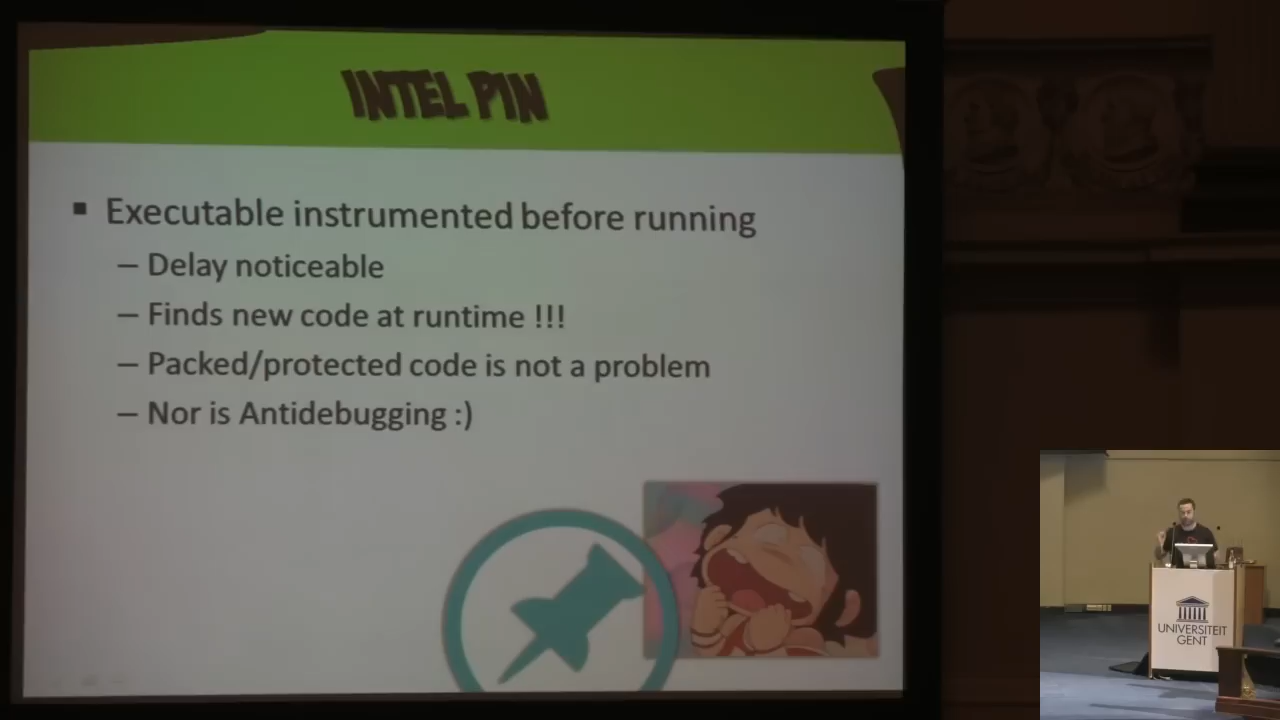 INTEL PIN
▪ Executable instrumented before running
– Delay noticeable
– Finds new code at runtime !!!
– Packed/protected code is not a problem
– Nor is Antidebugging :)
UNIVERSITEIT
GENT